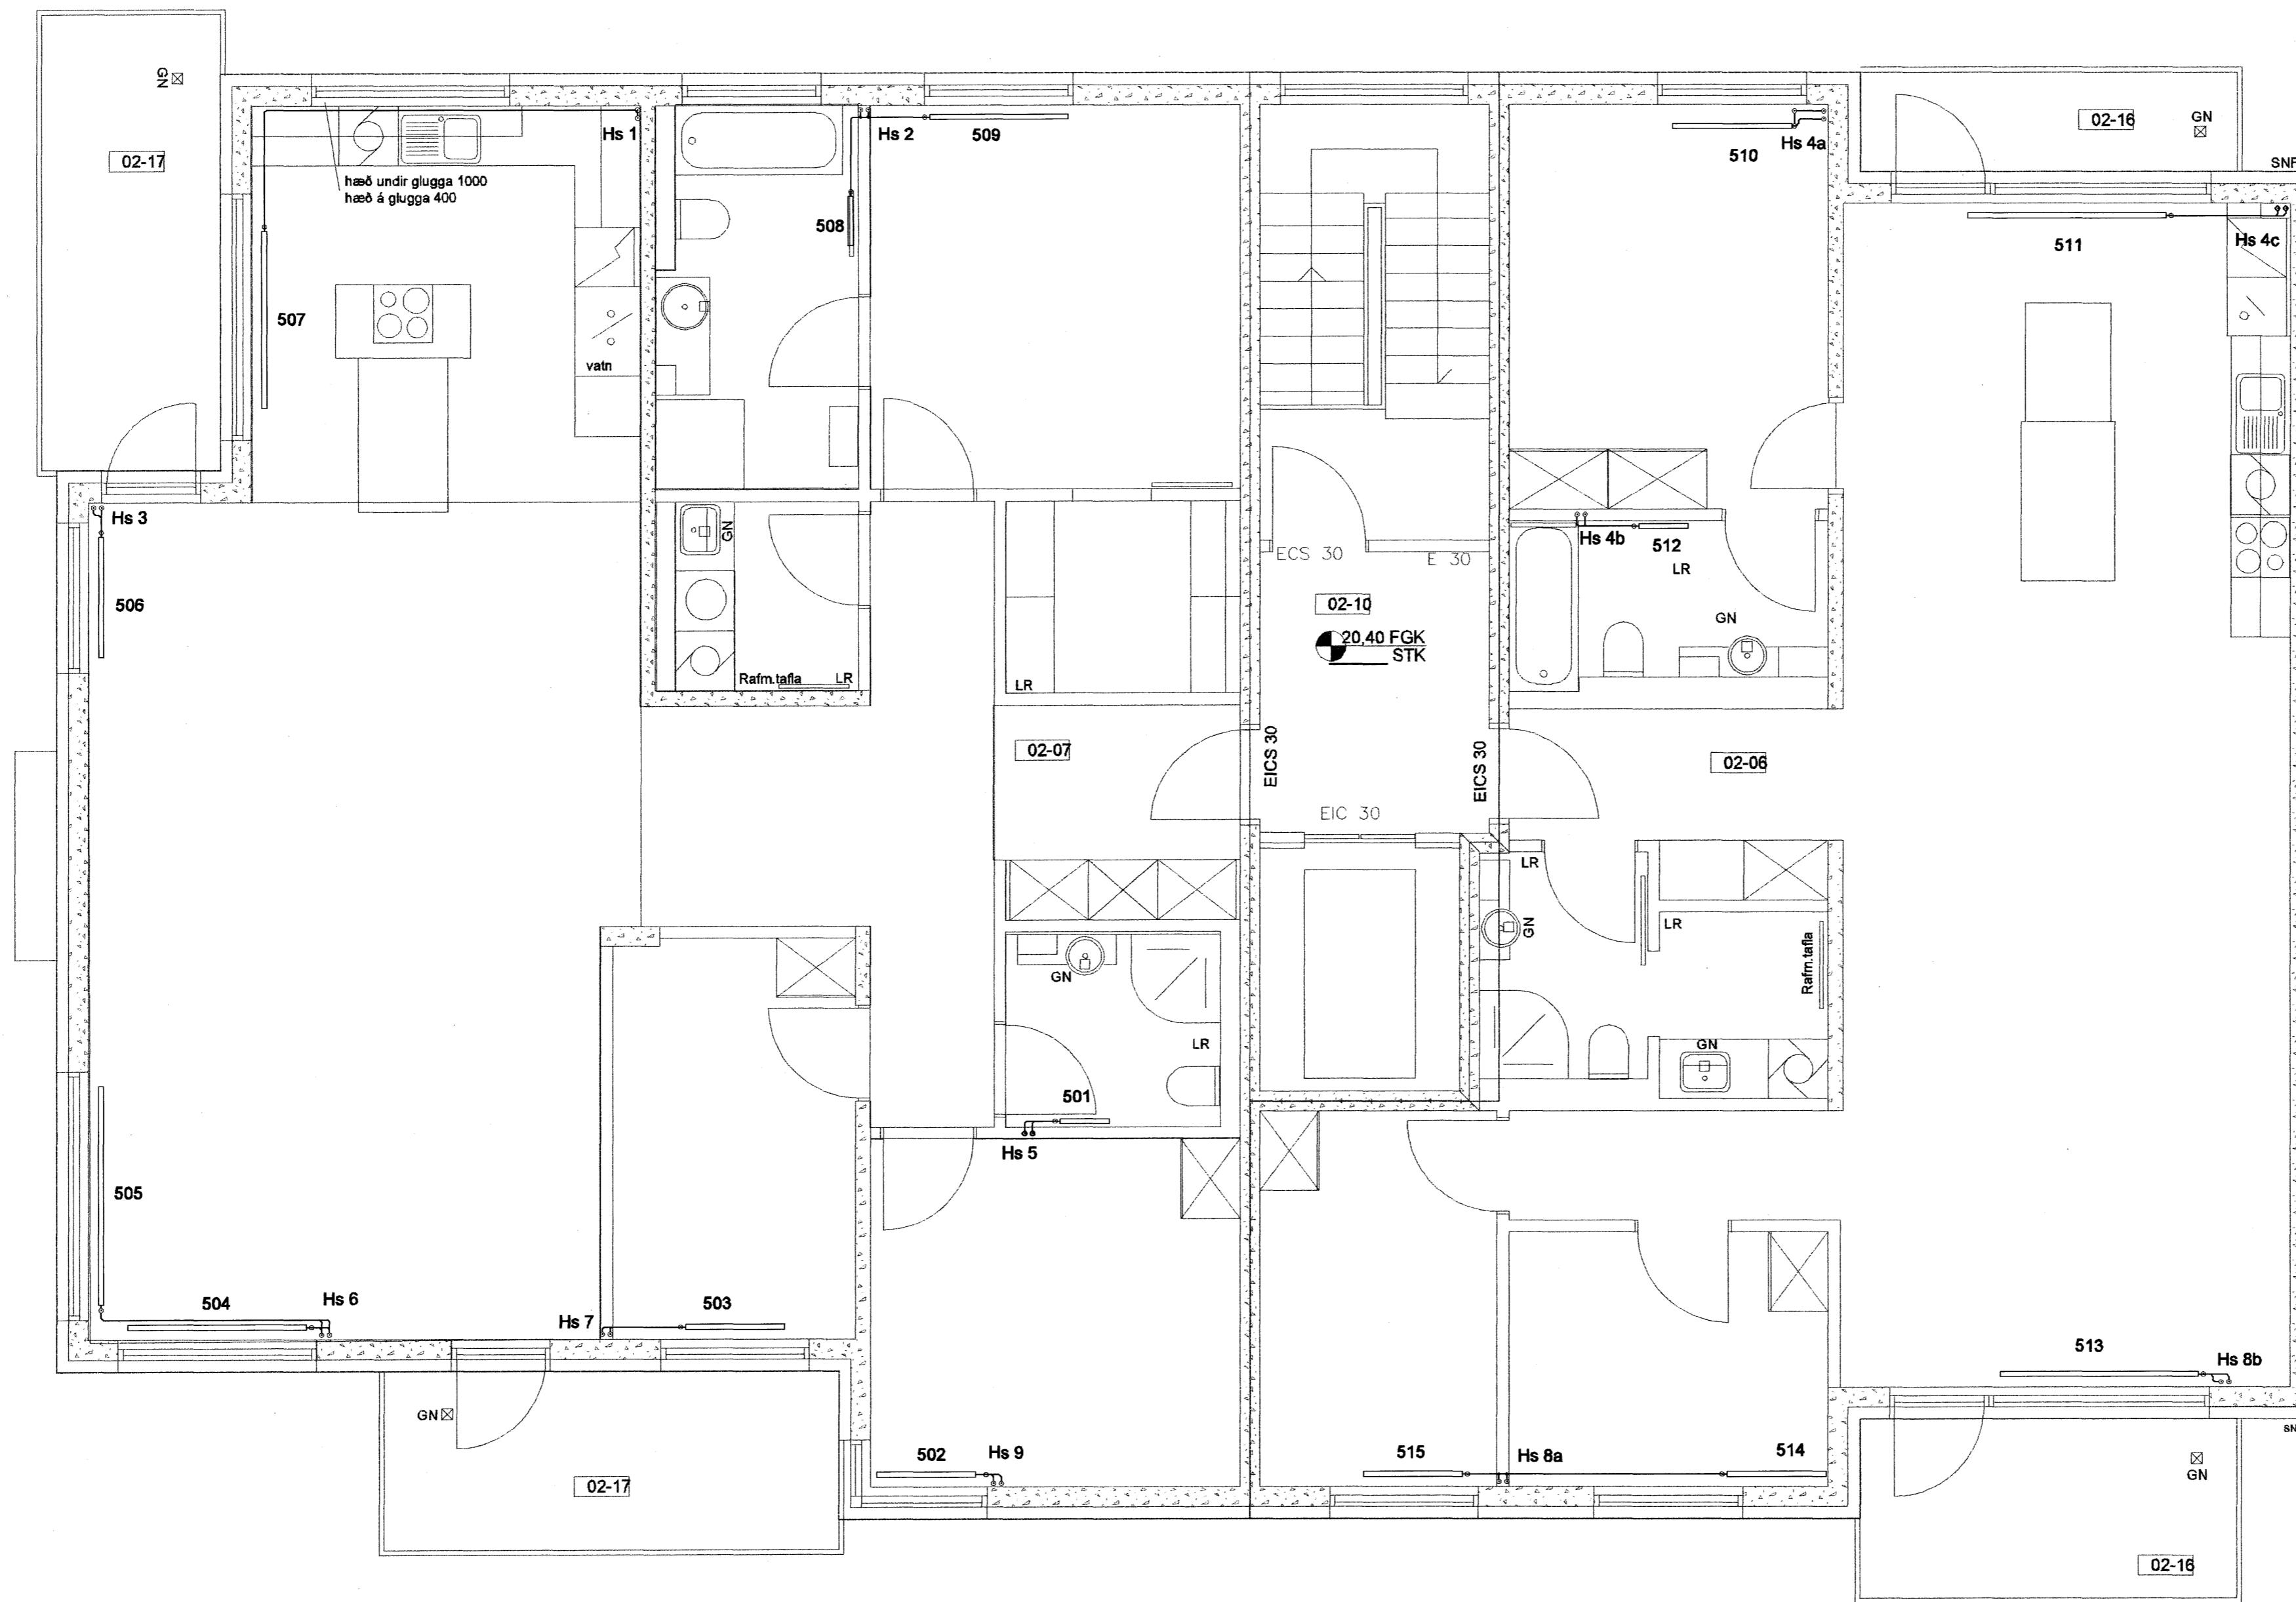 GN
02-17
Hs 1
Hs 2
509
510
Hs 4a
02-16
GN
SNF
hæð undir glugga 1000
hæð á glugga 400
508
511
Hs 4c
507
vatn
Hs 3
GN
Hs 4b
512
LR
ECS 30
E 30
506
02-10
GN
20,40 FGK
STK
Rafm.tafla
LR
LR
02-07
EICS 30
EICS 30
02-06
EIC 30
LR
GN
LR
GN
Rafm.tafla
LR
GN
501
Hs 5
505
504
Hs 6
Hs 7
503
513
Hs 8b
GN
502
Hs 9
515
Hs 8a
514
SN
GN
02-17
02-16